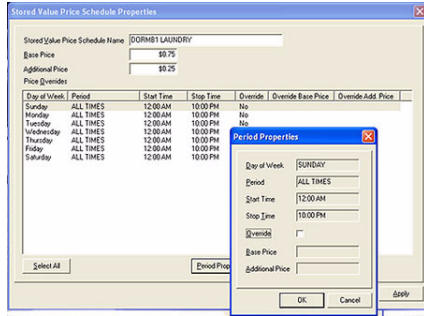 Stored Value Price Schedule Properties
Stored Value Price Schedule Name DORMB1 LAUNDRY
Base Price $0.75
Additional Price $0.25
Price Overrides
Day of Week Period Start Time Stop Time Override Override Base Price Override Add. Price
Sunday ALL TIMES 12:00 AM 10:00 PM No
Monday ALL TIMES 12:00 AM 10:00 PM No
Tuesday ALL TIMES 12:00 AM 10:00 PM No
Wednesday ALL TIMES 12:00 AM 10:00 PM
Thursday ALL TIMES 12:00 AM 10:00 PM
Friday ALL TIMES 12:00 AM 10:00 PM
Saturday ALL TIMES 12:00 AM 10:00 PM
Select All Period Prop
Apply
Period Properties
Day of Week SUNDAY
Period ALL TIMES
Start Time 12:00 AM
Stop Time 10:00 PM
Override
Base Price
Additional Price
OK Cancel